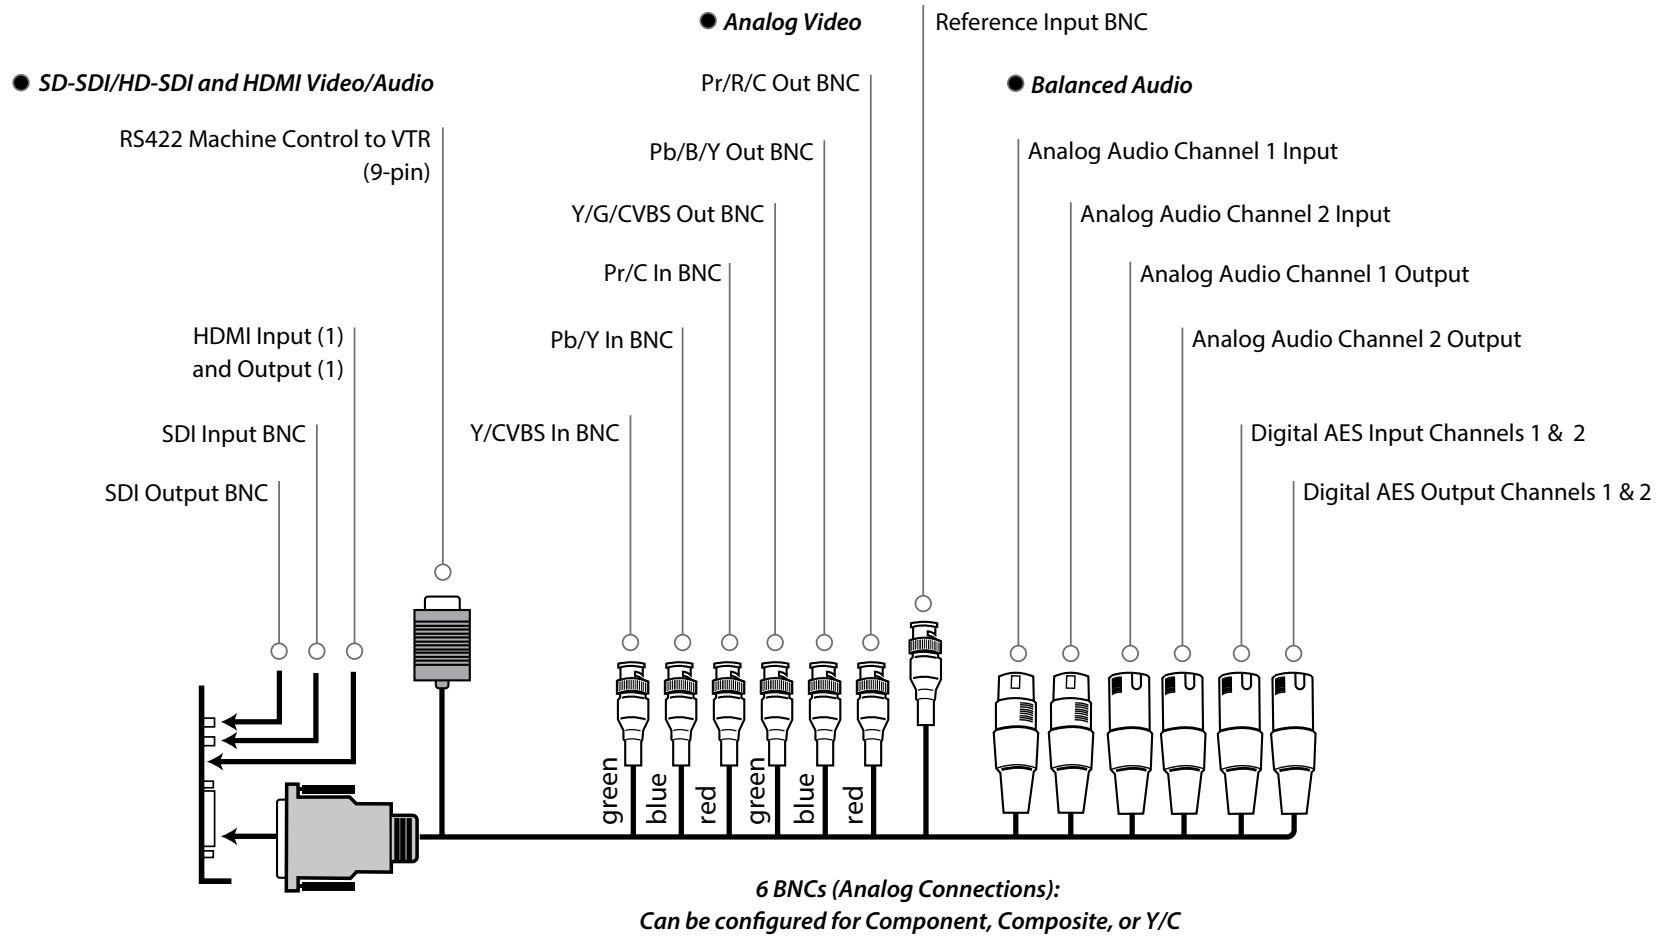 ● Analog Video
Reference Input BNC
● SD-SDI/HD-SDI and HDMI Video/Audio
Pr/R/C Out BNC
● Balanced Audio
RS422 Machine Control to VTR
(9-pin)
Pb/B/Y Out BNC
Analog Audio Channel 1 Input
Y/G/CVBS Out BNC
Analog Audio Channel 2 Input
Pr/C In BNC
Analog Audio Channel 1 Output
HDMI Input (1)
and Output (1)
Pb/Y In BNC
Analog Audio Channel 2 Output
SDI Input BNC
Y/CVBS In BNC
Digital AES Input Channels 1 & 2
SDI Output BNC
Digital AES Output Channels 1 & 2
green
blue
red
green
blue
red
6 BNCs (Analog Connections):
Can be configured for Component, Composite, or Y/C